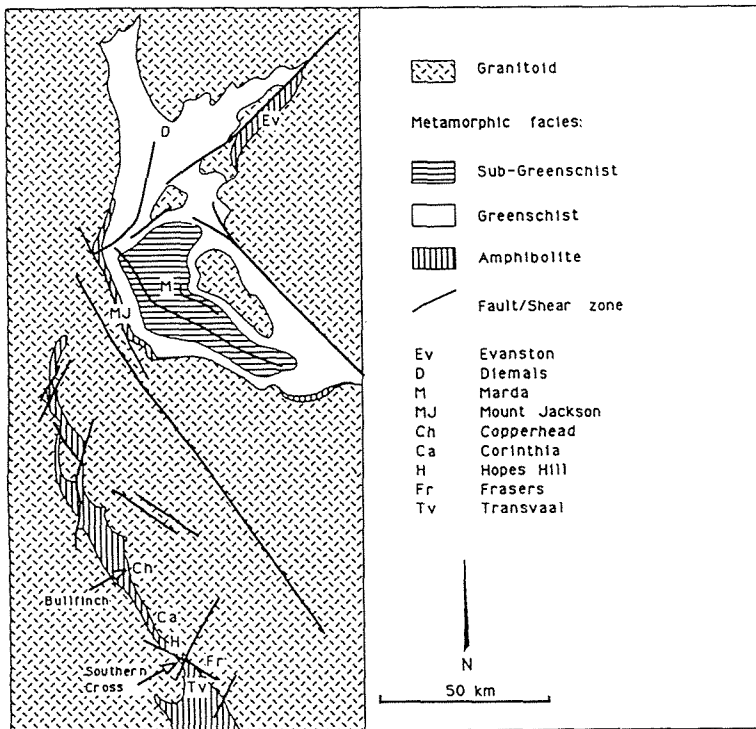 D
Ev
M
MJ
Ch
Bullfinch
Ca
H
Southern
Cross
Fr
Tv
Granitoid
Metamorphic facies:
Sub-Greenschist
Greenschist
Amphibolite
Fault/Shear zone
Ev Evanston
D Diemals
M Marda
MJ Mount Jackson
Ch Copperhead
Ca Corinthia
H Hopes Hill
Fr Frasers
Tv Transvaal
N
50 km